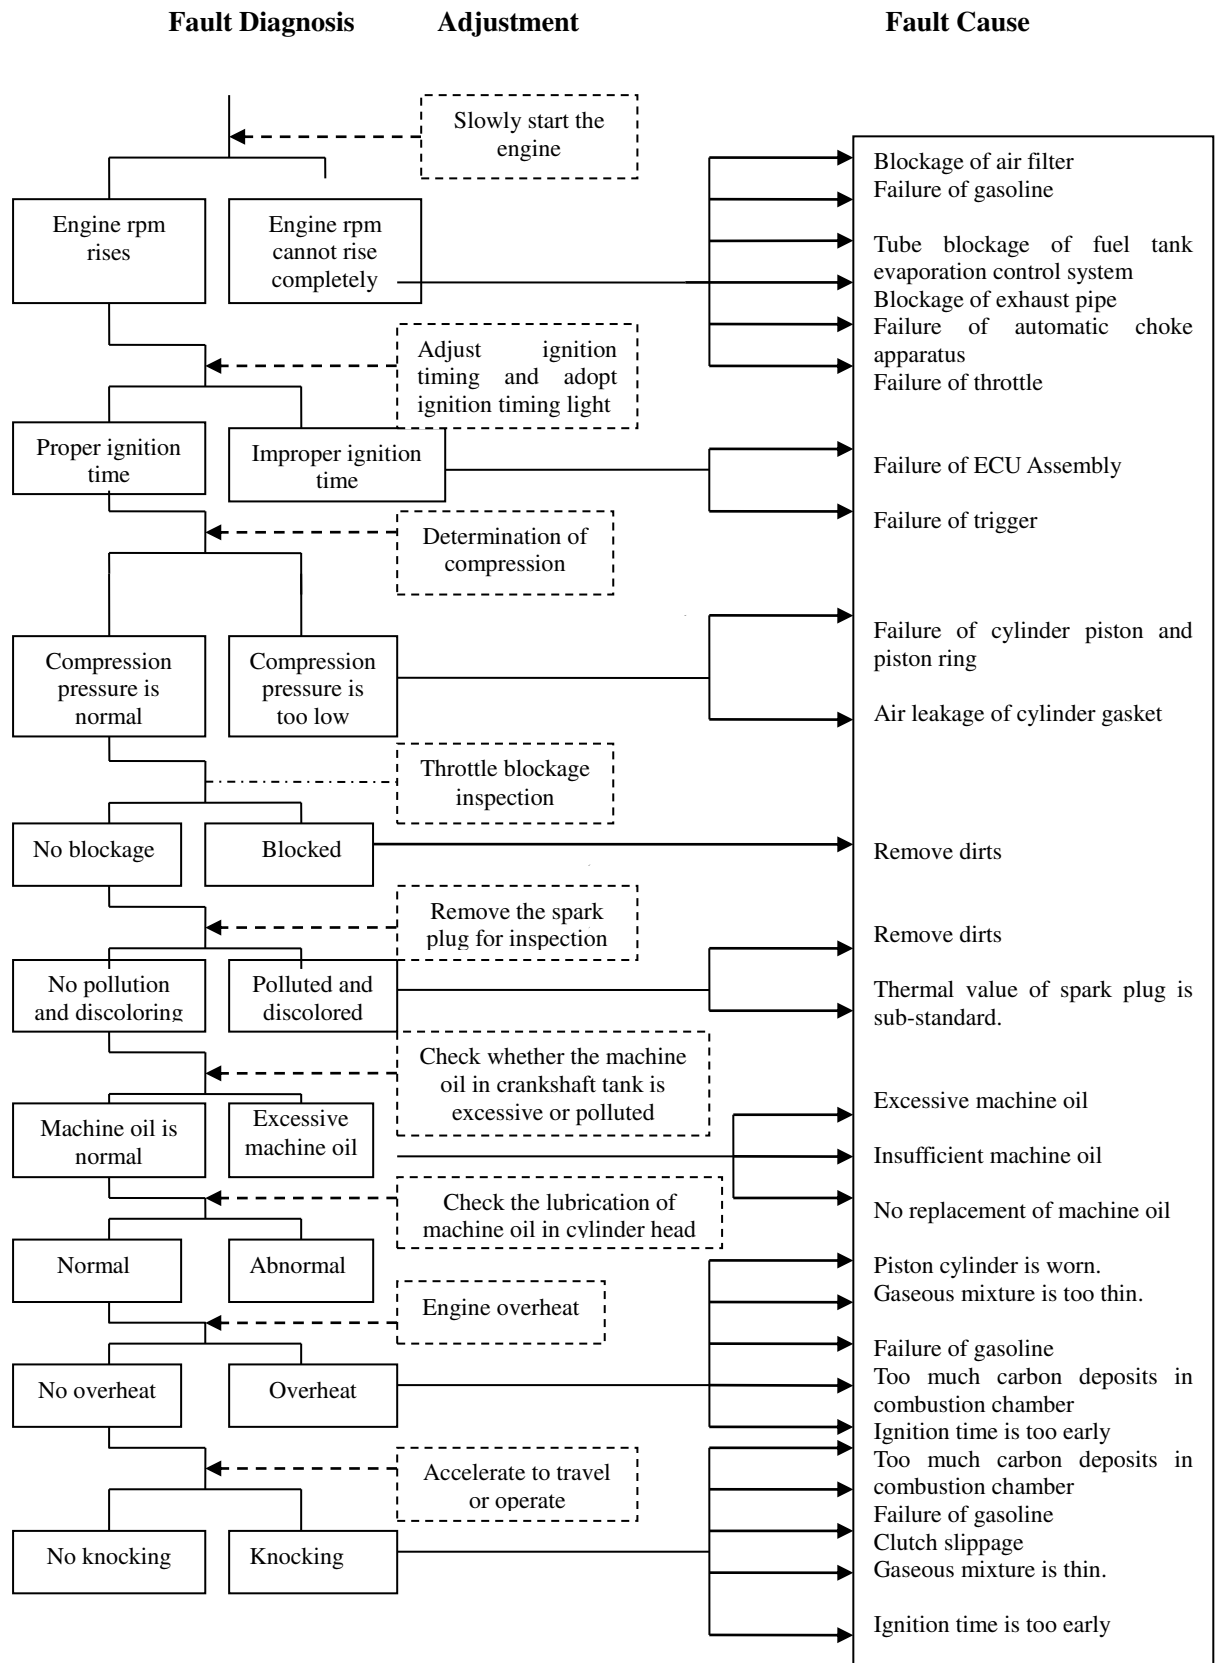 Fault Diagnosis Adjustment Fault Cause
Slowly start the
engine
Engine rpm
rises
Engine rpm
cannot rise
completely
Blockage of air filter
Failure of gasoline
Tube blockage of fuel tank
evaporation control system
Blockage of exhaust pipe
Failure of automatic choke
apparatus
Failure of throttle
Adjust ignition
timing and adopt
ignition timing light
Proper ignition
time
Improper ignition
time
Failure of ECU Assembly
Failure of trigger
Determination of
compression
Compression
pressure is
normal
Compression
pressure is
too low
Failure of cylinder piston and
piston ring
Air leakage of cylinder gasket
Throttle blockage
inspection
No blockage
Blocked
Remove dirts
Remove the spark
plug for inspection
No pollution
and discoloring
Polluted and
discolored
Remove dirts
Thermal value of spark plug is
sub-standard.
Check whether the machine
oil in crankshaft tank is
excessive or polluted
Machine oil is
normal
Excessive
machine oil
Excessive machine oil
Insufficient machine oil
No replacement of machine oil
Check the lubrication of
machine oil in cylinder head
Normal
Abnormal
Engine overheat
No overheat
Overheat
Piston cylinder is worn.
Gaseous mixture is too thin.
Failure of gasoline
Too much carbon deposits in
combustion chamber
Ignition time is too early
Accelerate to travel
or operate
No knocking
Knocking
Too much carbon deposits in
combustion chamber
Failure of gasoline
Clutch slippage
Gaseous mixture is thin.
Ignition time is too early